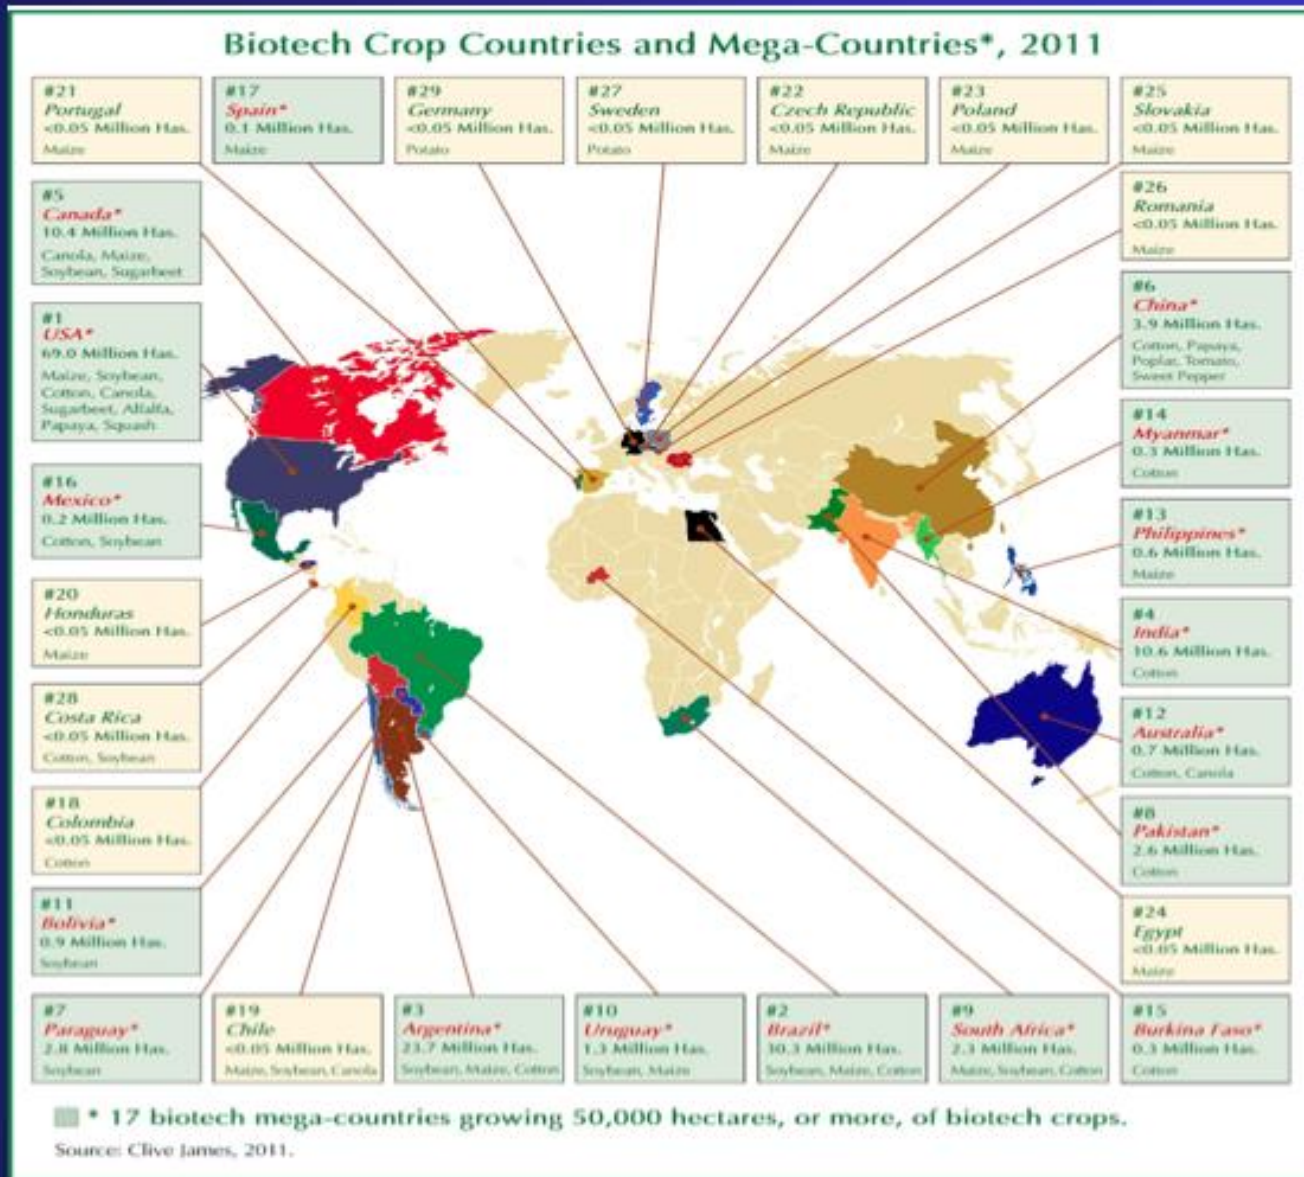 Biotech Crop Countries and Mega-Countries*, 2011
#21
Portugal
<0.05 Million Has.
Maize
#17
Spain*
0.1 Million Has.
Maize
#29
Germany
<0.05 Million Has.
Potato
#27
Sweden
<0.05 Million Has.
Potato
#22
Czech Republic
<0.05 Million Has.
Maize
#23
Poland
<0.05 Million Has.
Maize
#25
Slovakia
<0.05 Million Has.
Maize
#5
Canada*
10.4 Million Has.
Canola, Maize,
Soybean, Sugarbeet
#1
USA*
69.0 Million Has.
Maize, Soybean,
Cotton, Canola,
Sugarbeet, Alfalfa,
Papaya, Squash
#16
Mexico*
0.2 Million Has.
Cotton, Soybean
#20
Honduras
<0.05 Million Has.
Maize
#28
Costa Rica
<0.05 Million Has.
Cotton, Soybean
#18
Colombia
<0.05 Million Has.
Cotton
#11
Bolivia*
0.9 Million Has.
Soybean
#26
Romania
<0.05 Million Has.
Maize
#6
China*
3.9 Million Has.
Cotton, Papaya,
Poplar, Tomato,
Sweet Pepper
#14
Myanmar*
0.3 Million Has.
Cotton
#13
Philippines*
0.6 Million Has.
Maize
#4
India*
10.6 Million Has.
Cotton
#12
Australia*
0.7 Million Has.
Cotton, Canola
#8
Pakistan*
2.6 Million Has.
Cotton
#24
Egypt
<0.05 Million Has.
Maize
#7
Paraguay*
2.8 Million Has.
Soybean
#19
Chile
<0.05 Million Has.
Maize, Soybean, Canola
#3
Argentina*
23.7 Million Has.
Soybean, Maize, Cotton
#10
Uruguay*
1.3 Million Has.
Soybean, Maize
#2
Brazil*
30.3 Million Has.
Soybean, Maize, Cotton
#9
South Africa*
2.3 Million Has.
Maize, Soybean, Cotton
#15
Burkina Faso*
0.3 Million Has.
Cotton
* 17 biotech mega-countries growing 50,000 hectares, or more, of biotech crops.
Source: Clive James, 2011.